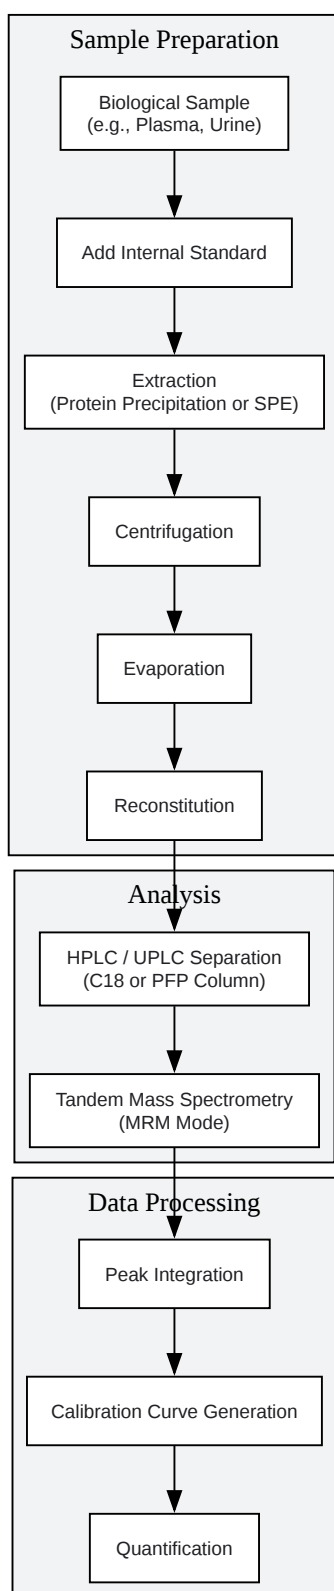 Sample Preparation
Biological Sample
(e.g., Plasma, Urine)
Add Internal Standard
Extraction
(Protein Precipitation or SPE)
Centrifugation
Evaporation
Reconstitution
Analysis
HPLC / UPLC Separation
(C18 or PFP Column)
Tandem Mass Spectrometry
(MRM Mode)
Data Processing
Peak Integration
Calibration Curve Generation
Quantification